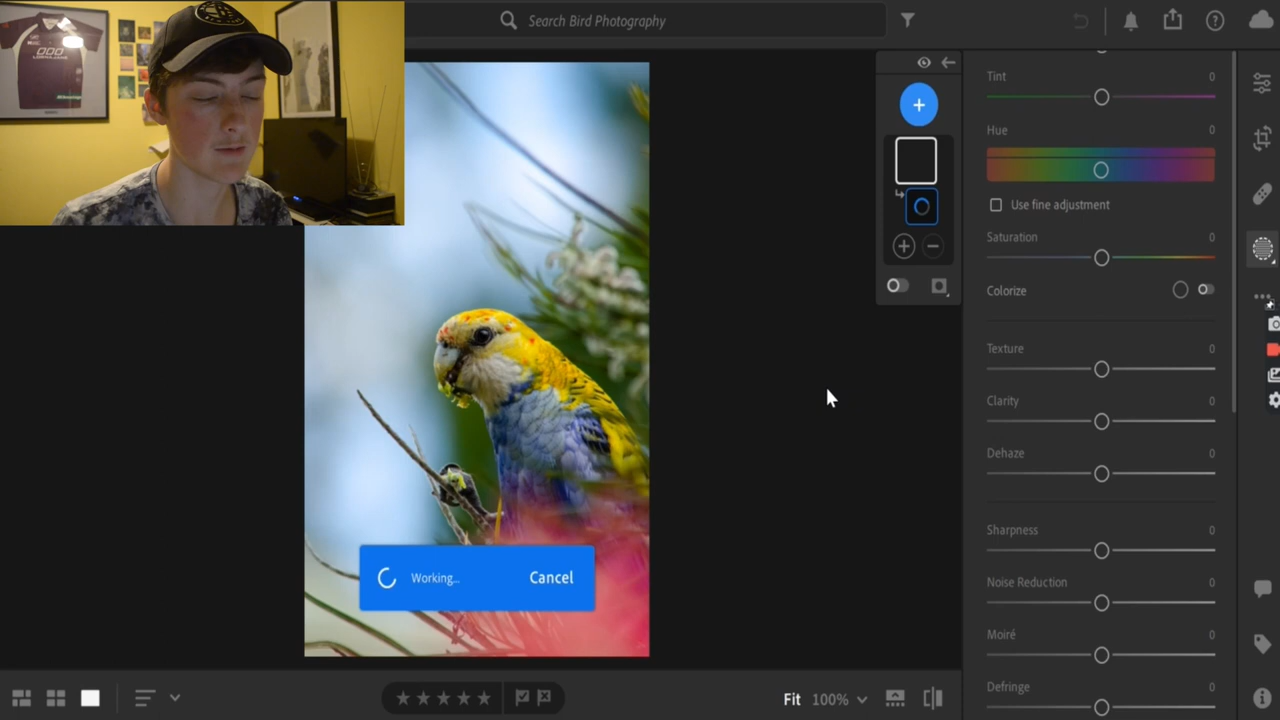 Search Bird Photography
Tint 0
Hue 0
Use fine adjustment
Saturation 0
Colorize
Texture 0
Clarity 0
Dehaze 0
Sharpness 0
Noise Reduction 0
Moiré 0
Defringe 0
Working...
Cancel
Fit 100%